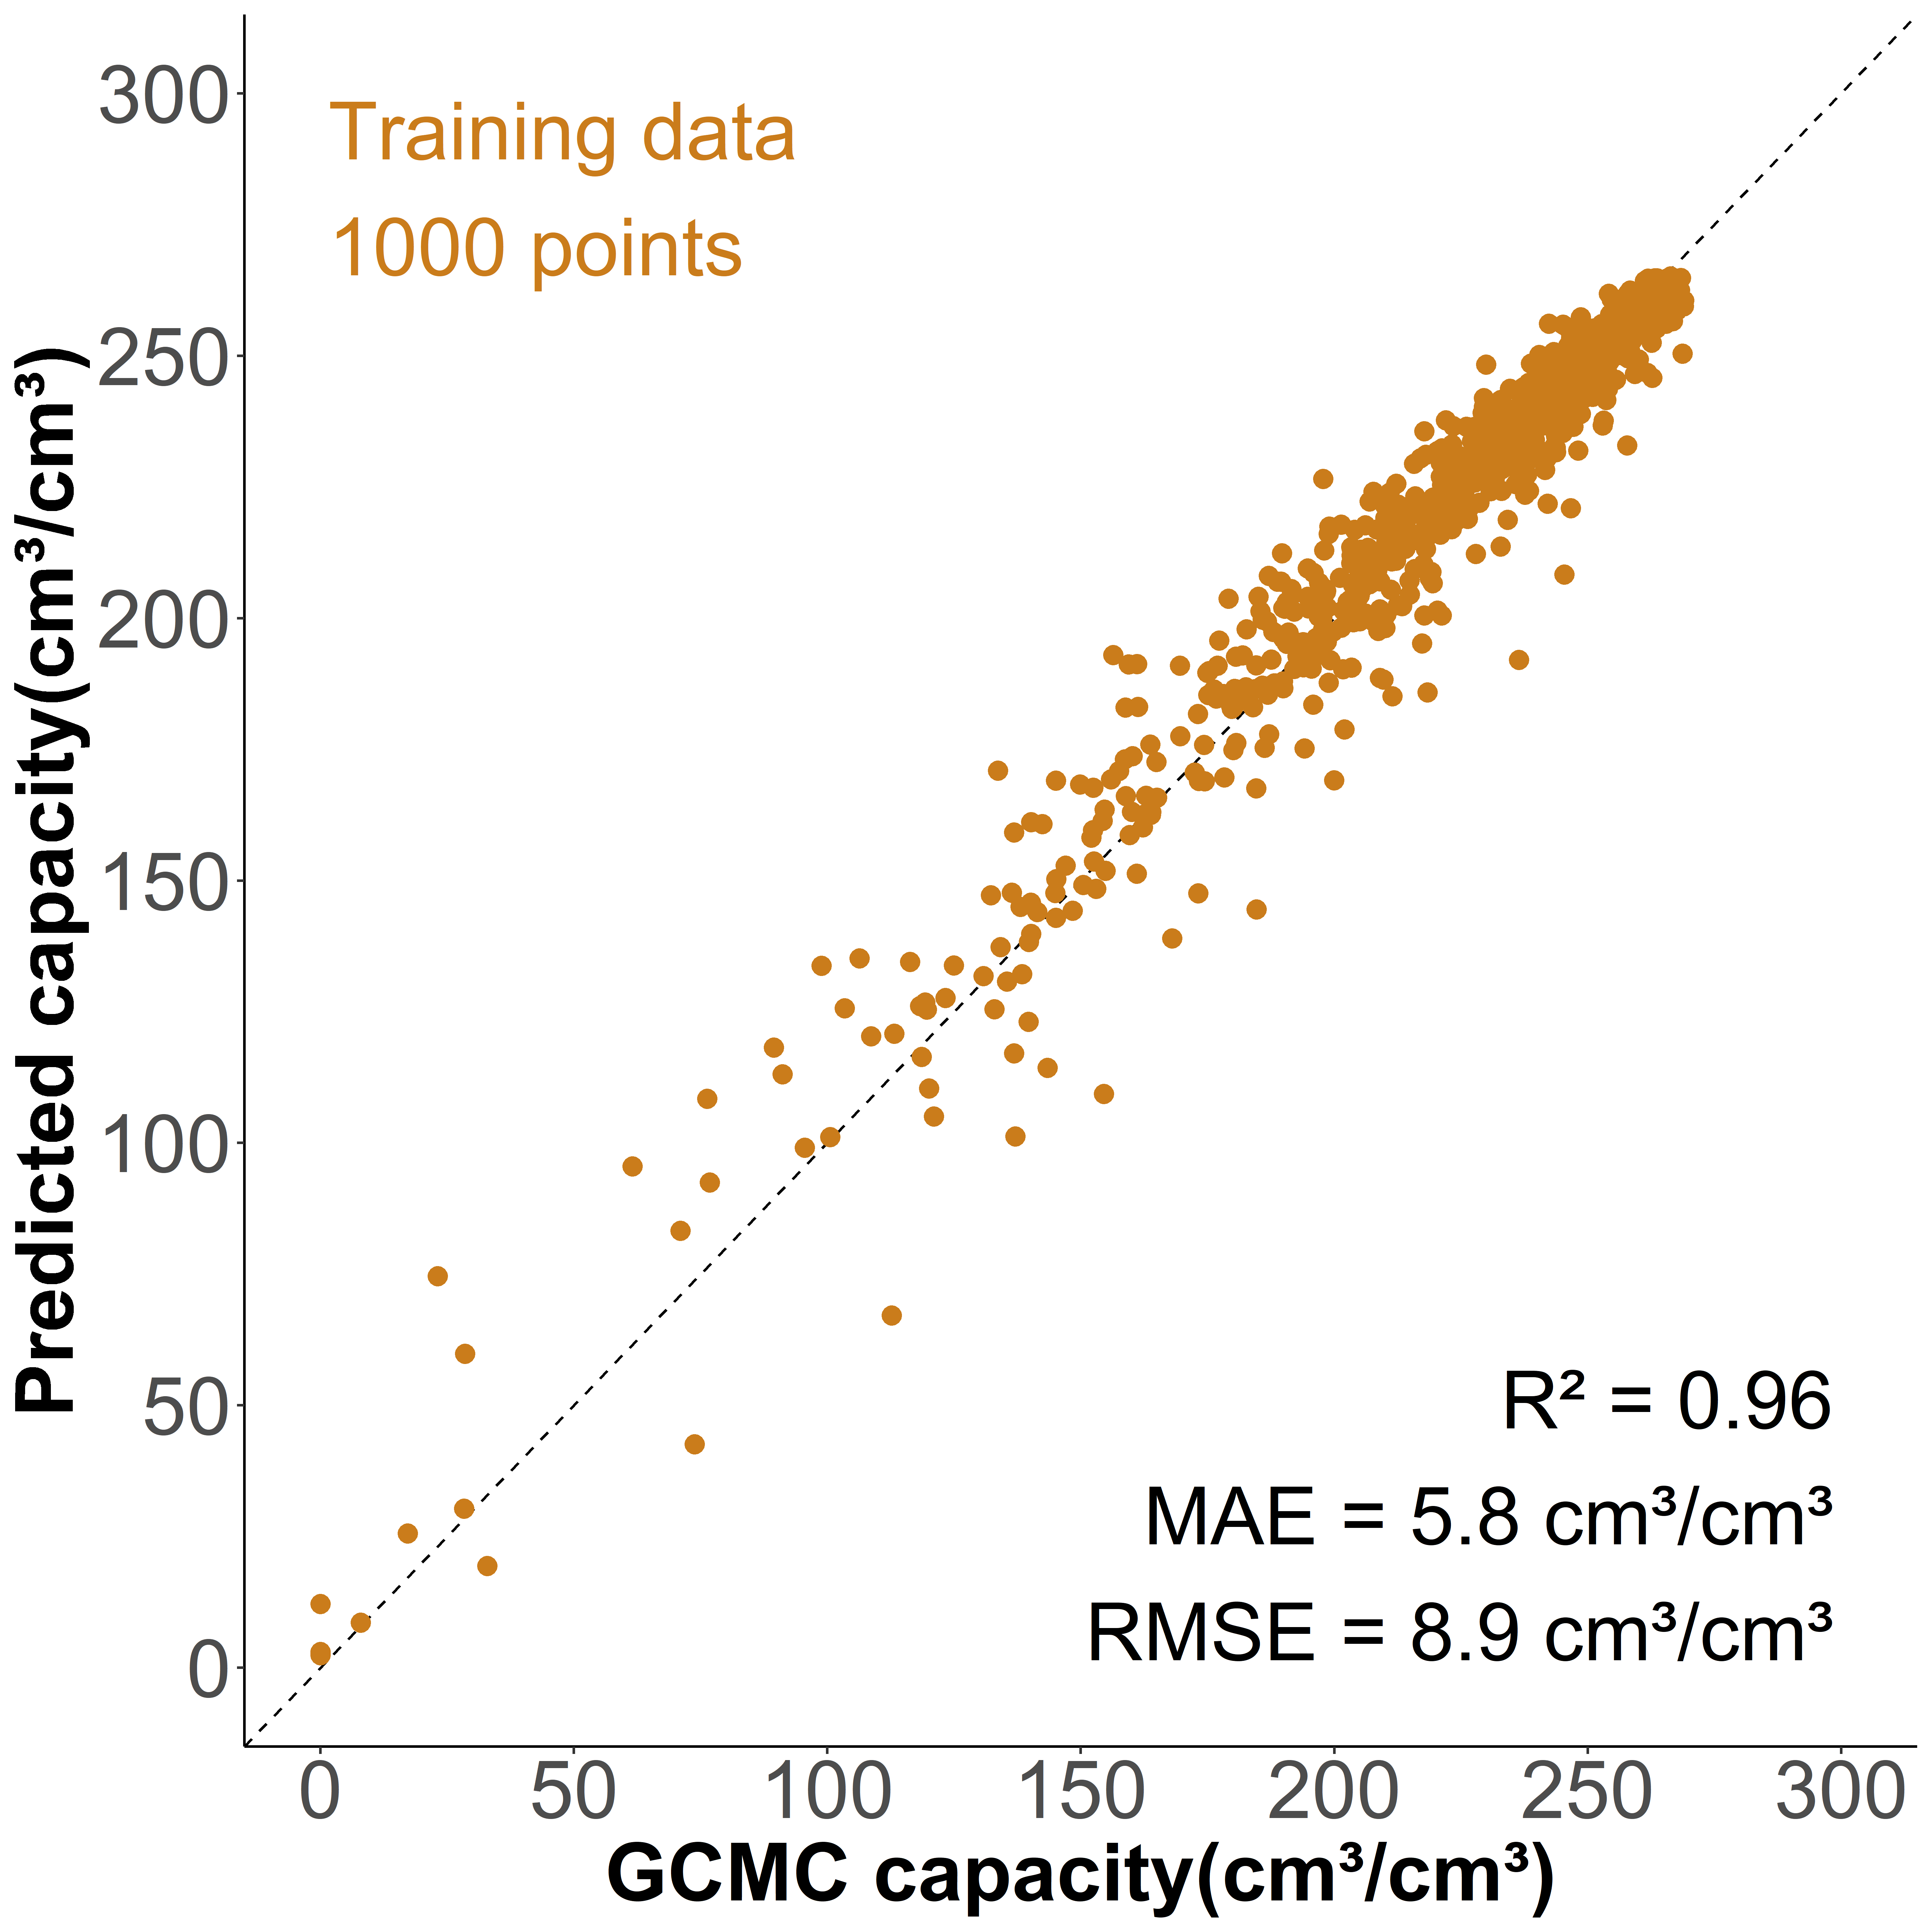 Training data
1000 points
300
250
200
150
100
50
0
Predicted capacity(cm³/cm³)
R² = 0.96
MAE = 5.8 cm³/cm³
RMSE = 8.9 cm³/cm³
0 50 100 150 200 250 300
GCMC capacity(cm³/cm³)